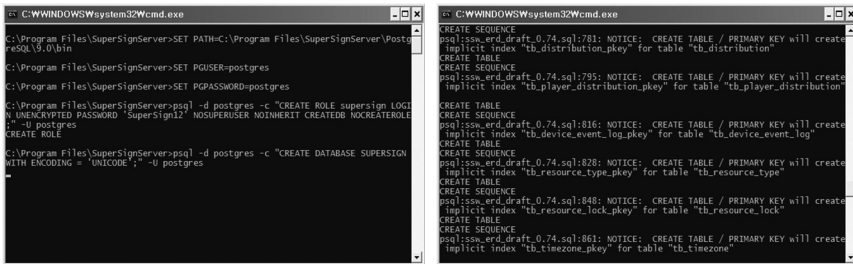 C:₩WINDOWS₩system32₩cmd.exe
C:\Program Files\SuperSignServer>SET PATH=C:\Program Files\SuperSignServer\Postg
reSQL\9.0\bin
C:\Program Files\SuperSignServer>SET PGUSER=postgres
C:\Program Files\SuperSignServer>SET PGPASSWORD=postgres
C:\Program Files\SuperSignServer>psql -d postgres -c "CREATE ROLE supersign LOGI
N UNENCRYPTED PASSWORD 'SuperSign12' NOSUPERUSER NOINHERIT CREATEDB NOCREATEROLE
;" -U postgres
CREATE ROLE
C:\Program Files\SuperSignServer>psql -d postgres -c "CREATE DATABASE SUPERSIGN
WITH ENCODING = 'UNICODE';" -U postgres
C:₩WINDOWS₩system32₩cmd.exe
CREATE SEQUENCE
psql:ssw_erd_draft_0.74.sql:781: NOTICE:  CREATE TABLE / PRIMARY KEY will create
implicit index "tb_distribution_pkey" for table "tb_distribution"
CREATE TABLE
CREATE SEQUENCE
psql:ssw_erd_draft_0.74.sql:795: NOTICE:  CREATE TABLE / PRIMARY KEY will create
implicit index "tb_player_distribution_pkey" for table "tb_player_distribution"
CREATE TABLE
CREATE SEQUENCE
psql:ssw_erd_draft_0.74.sql:816: NOTICE:  CREATE TABLE / PRIMARY KEY will create
implicit index "tb_device_event_log_pkey" for table "tb_device_event_log"
CREATE TABLE
CREATE SEQUENCE
psql:ssw_erd_draft_0.74.sql:828: NOTICE:  CREATE TABLE / PRIMARY KEY will create
implicit index "tb_resource_type_pkey" for table "tb_resource_type"
CREATE TABLE
CREATE SEQUENCE
psql:ssw_erd_draft_0.74.sql:848: NOTICE:  CREATE TABLE / PRIMARY KEY will create
implicit index "tb_resource_lock_pkey" for table "tb_resource_lock"
CREATE TABLE
CREATE SEQUENCE
psql:ssw_erd_draft_0.74.sql:861: NOTICE:  CREATE TABLE / PRIMARY KEY will create
implicit index "tb_timezone_pkey" for table "tb_timezone"